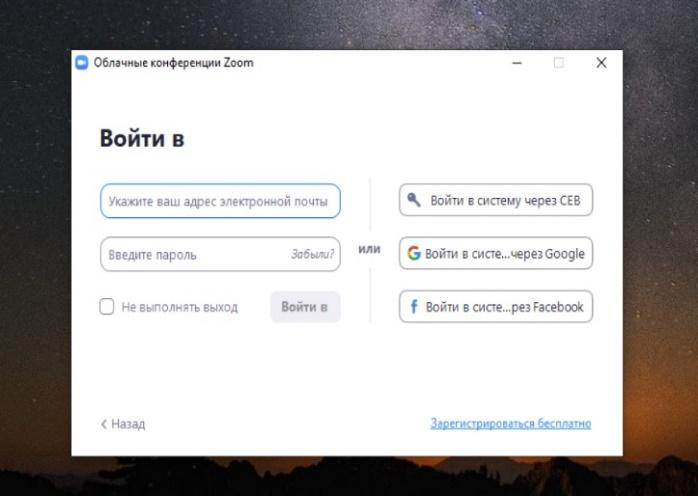 Облачные конференции Zoom
Войти в
Укажите ваш адрес электронной почты
Введите пароль Забыли?
Не выполнять выход Войти в
или
Войти в систему через СЕВ
Войти в систе...через Google
Войти в систе...рез Facebook
Назад
Зарегистрироваться бесплатно